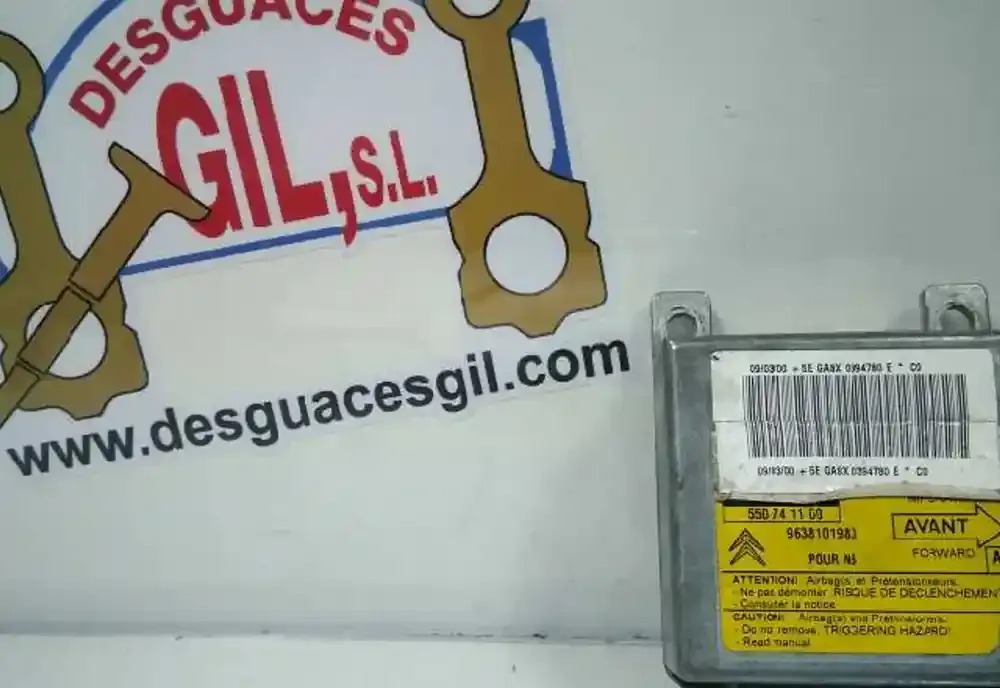 DESGUACES
GIL, S.L.
www.desguacesgil.com
09/03/00 + 5E GA8X 0394780 E * C0
09/03/00 + 5E GA8X 0394780 E * C0
550 74 11 00
AVANT
FORWARD
POUR N5
ATTENTION! Airbag(s) et Prétensionneurs.
- Ne pas démonter. RISQUE DE DECLENCHEMENT
- Consulter la notice
CAUTION! Airbag(s) and Pretensioners.
- Do no remove. TRIGGERING HAZARD!
- Read manual